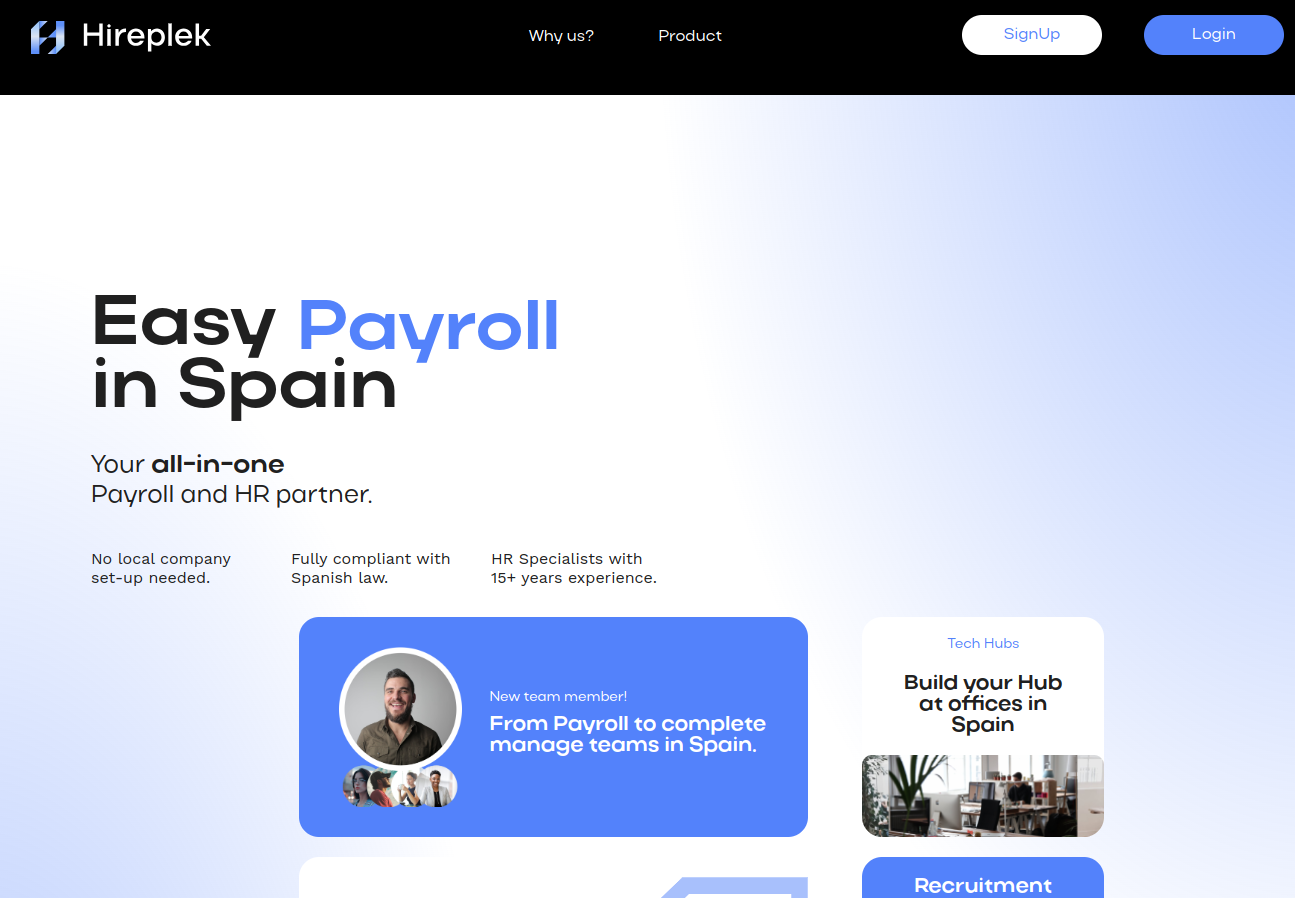 Hireplek
Why us?
Product
SignUp
Login
Easy Payroll
in Spain
Your all-in-one
Payroll and HR partner.
No local company
set-up needed.
Fully compliant with
Spanish law.
HR Specialists with
15+ years experience.
New team member!
From Payroll to complete
manage teams in Spain.
Tech Hubs
Build your Hub
at offices in
Spain
Recruitment